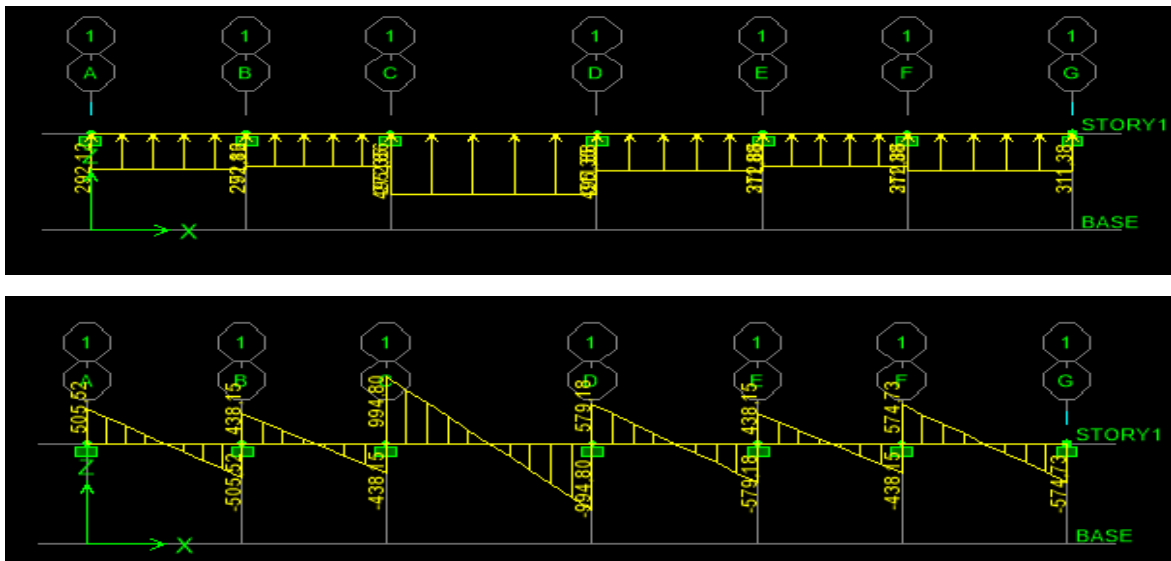 1 1 1 1 1 1 1
A B C D E F G
STORY1
292.12 311.38
X
BASE
1 1 1 1 1 1 1
A B D E F G
505.52 438.15 994.80 579.18 438.15 574.73
STORY1
Z
-505.52 -438.15 -994.80 -579.18 -438.15 -574.73
X
BASE